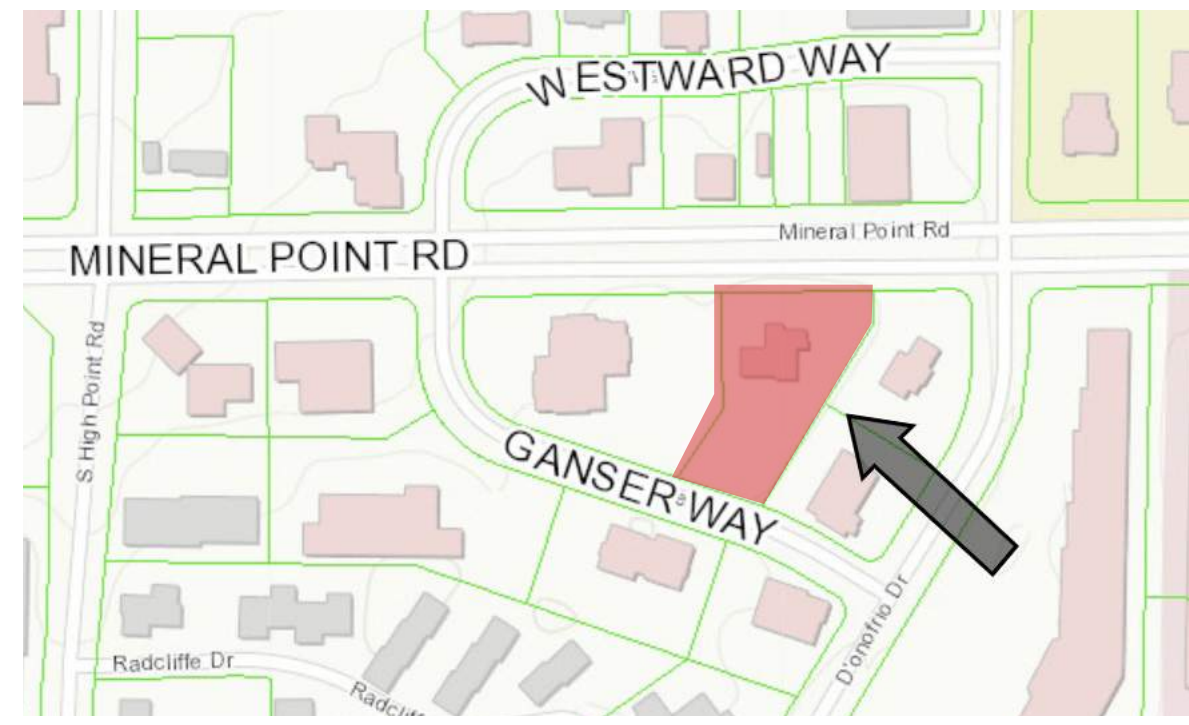 WESTWARD WAY
Mineral Point Rd
MINERAL POINT RD
S High Point Rd
GANSER WAY
D'onofrio Dr
Radcliffe Dr